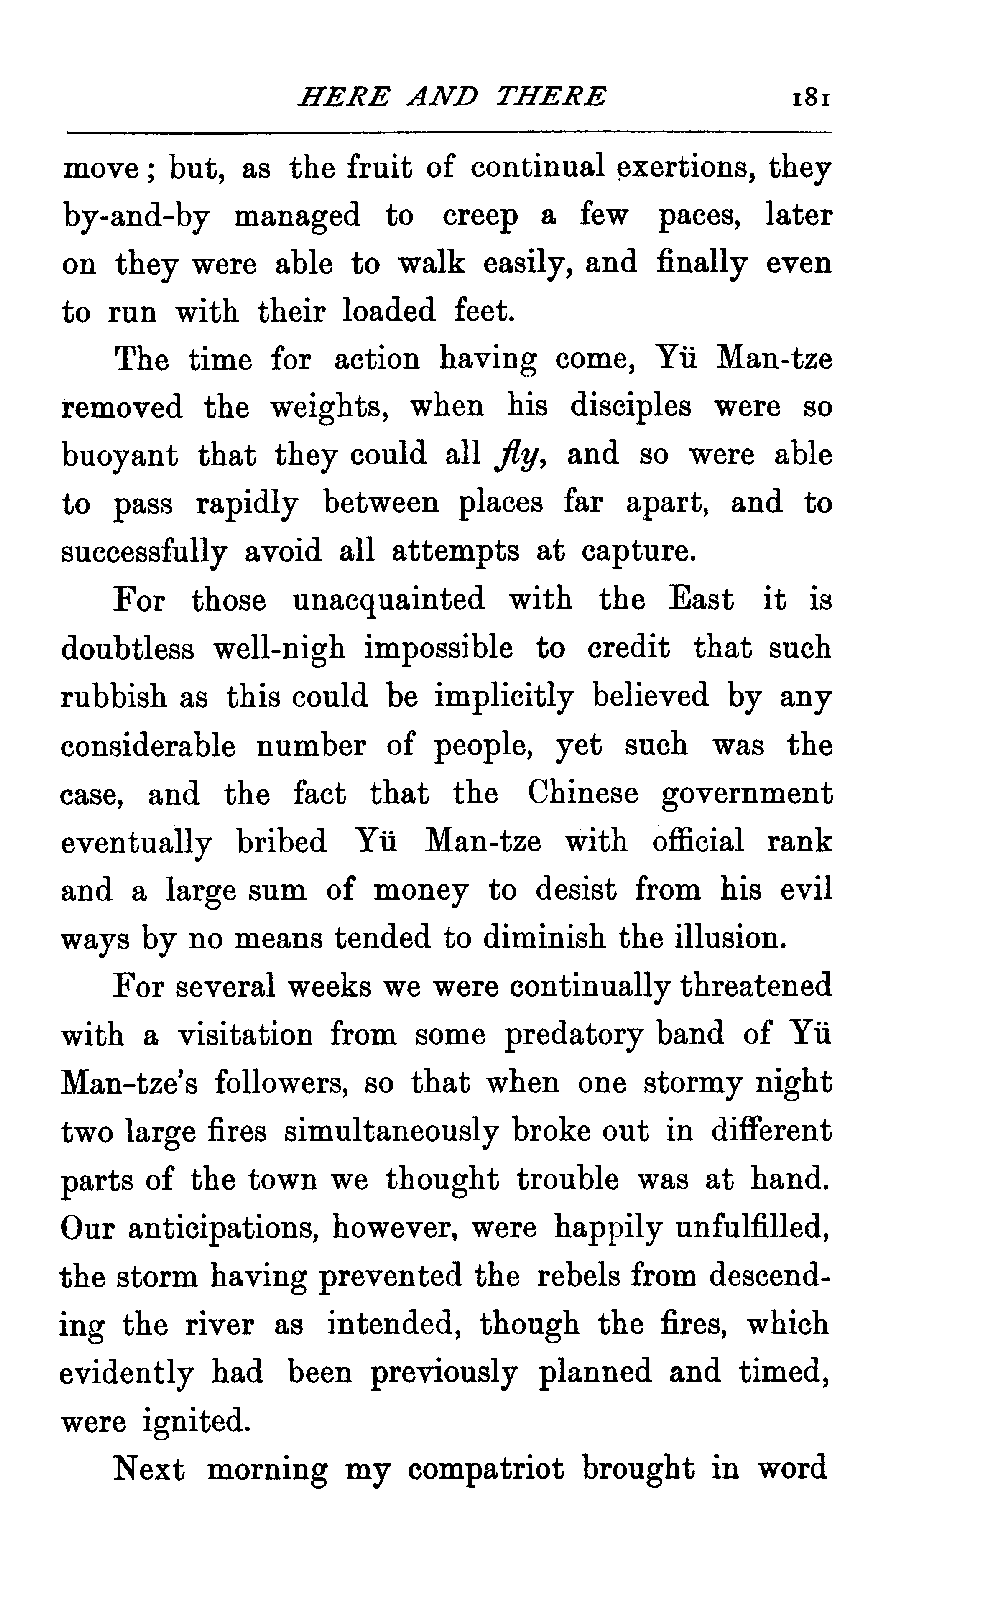 HERE AND THERE 181
move; but, as the fruit of continual exertions, they
by-and-by managed to creep a few paces, later
on they were able to walk easily, and finally even
to run with their loaded feet.
The time for action having come, Yü Man-tze
removed the weights, when his disciples were so
buoyant that they could all fly, and so were able
to pass rapidly between places far apart, and to
successfully avoid all attempts at capture.
For those unacquainted with the East it is
doubtless well-nigh impossible to credit that such
rubbish as this could be implicitly believed by any
considerable number of people, yet such was the
case, and the fact that the Chinese government
eventually bribed Yü Man-tze with official rank
and a large sum of money to desist from his evil
ways by no means tended to diminish the illusion.
For several weeks we were continually threatened
with a visitation from some predatory band of Yü
Man-tze's followers, so that when one stormy night
two large fires simultaneously broke out in different
parts of the town we thought trouble was at hand.
Our anticipations, however, were happily unfulfilled,
the storm having prevented the rebels from descend-
ing the river as intended, though the fires, which
evidently had been previously planned and timed,
were ignited.
Next morning my compatriot brought in word